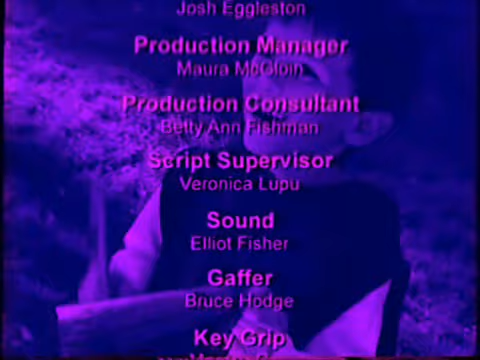 Josh Eggleston
Production Manager
Maura McGloin
Production Consultant
Betty Ann Fishman
Script Supervisor
Veronica Lupu
Sound
Elliot Fisher
Gaffer
Bruce Hodge
Key Grip